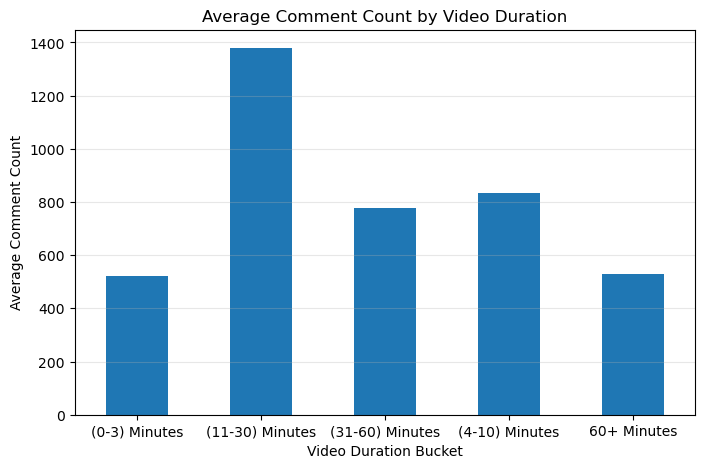 Average Comment Count by Video Duration
Average Comment Count
1400
1200
1000
800
600
400
200
0
(0-3) Minutes (11-30) Minutes (31-60) Minutes (4-10) Minutes 60+ Minutes
Video Duration Bucket